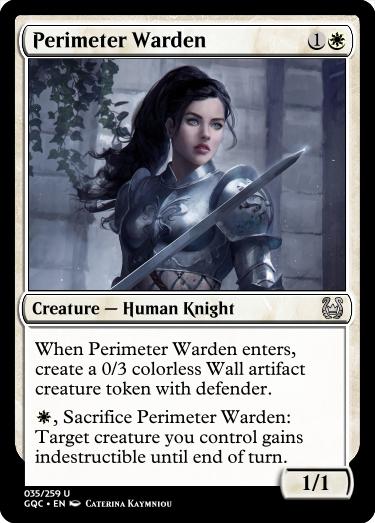 Perimeter Warden 1
Creature — Human Knight
When Perimeter Warden enters,
create a 0/3 colorless Wall artifact
creature token with defender.
, Sacrifice Perimeter Warden:
Target creature you control gains
indestructible until end of turn.
1/1
035/259 U
GQC • EN Caterina Kaymniou